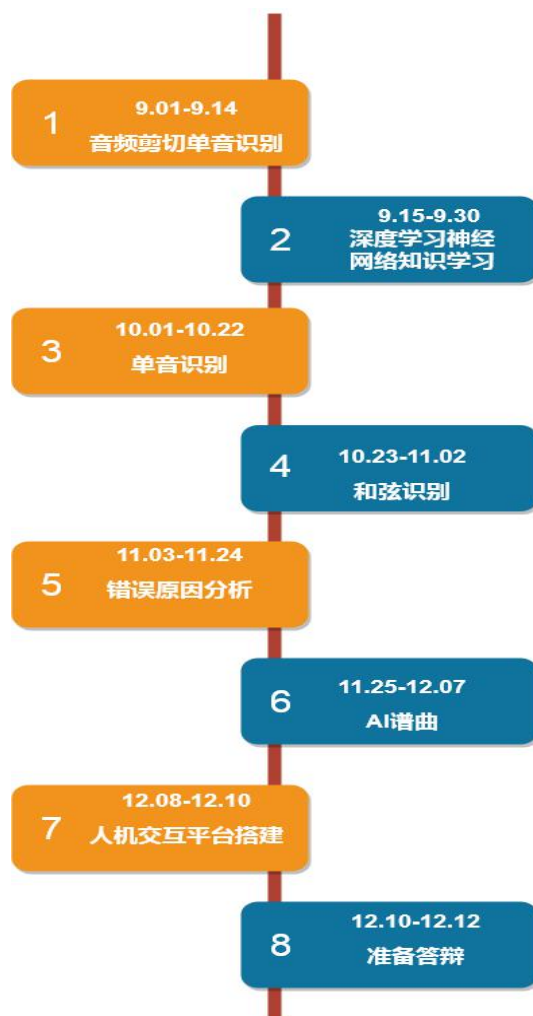 1
9.01-9.14
音频剪切单音识别
2
9.15-9.30
深度学习神经
网络知识学习
3
10.01-10.22
单音识别
4
10.23-11.02
和弦识别
5
11.03-11.24
错误原因分析
6
11.25-12.07
AI谱曲
7
12.08-12.10
人机交互平台搭建
8
12.10-12.12
准备答辩